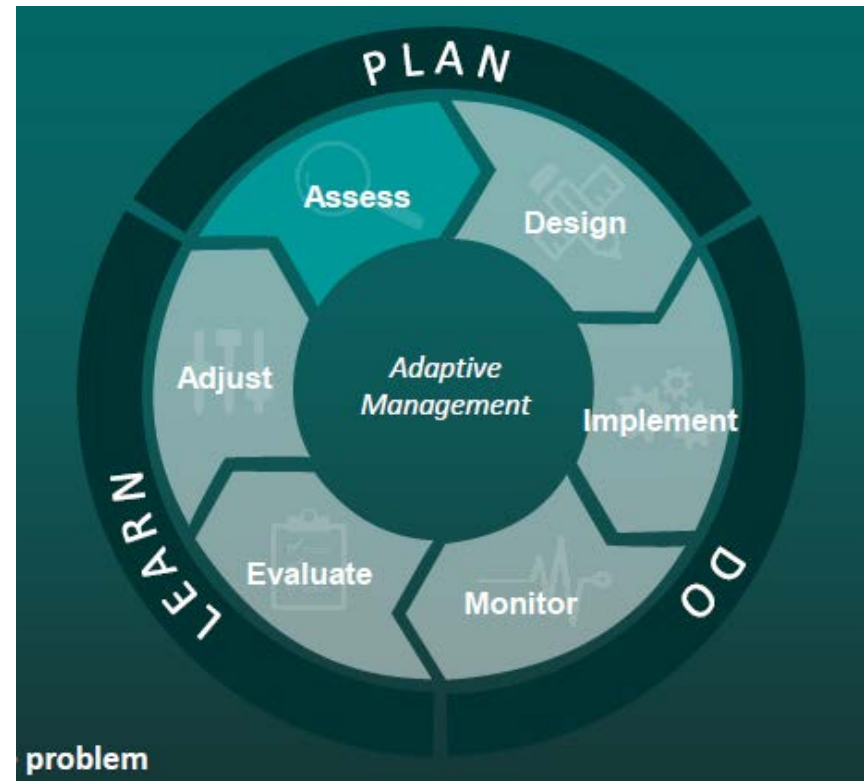 PLAN
Assess
Design
Adjust
Adaptive
Management
Implement
LEARN
Evaluate
Monitor
DO
problem